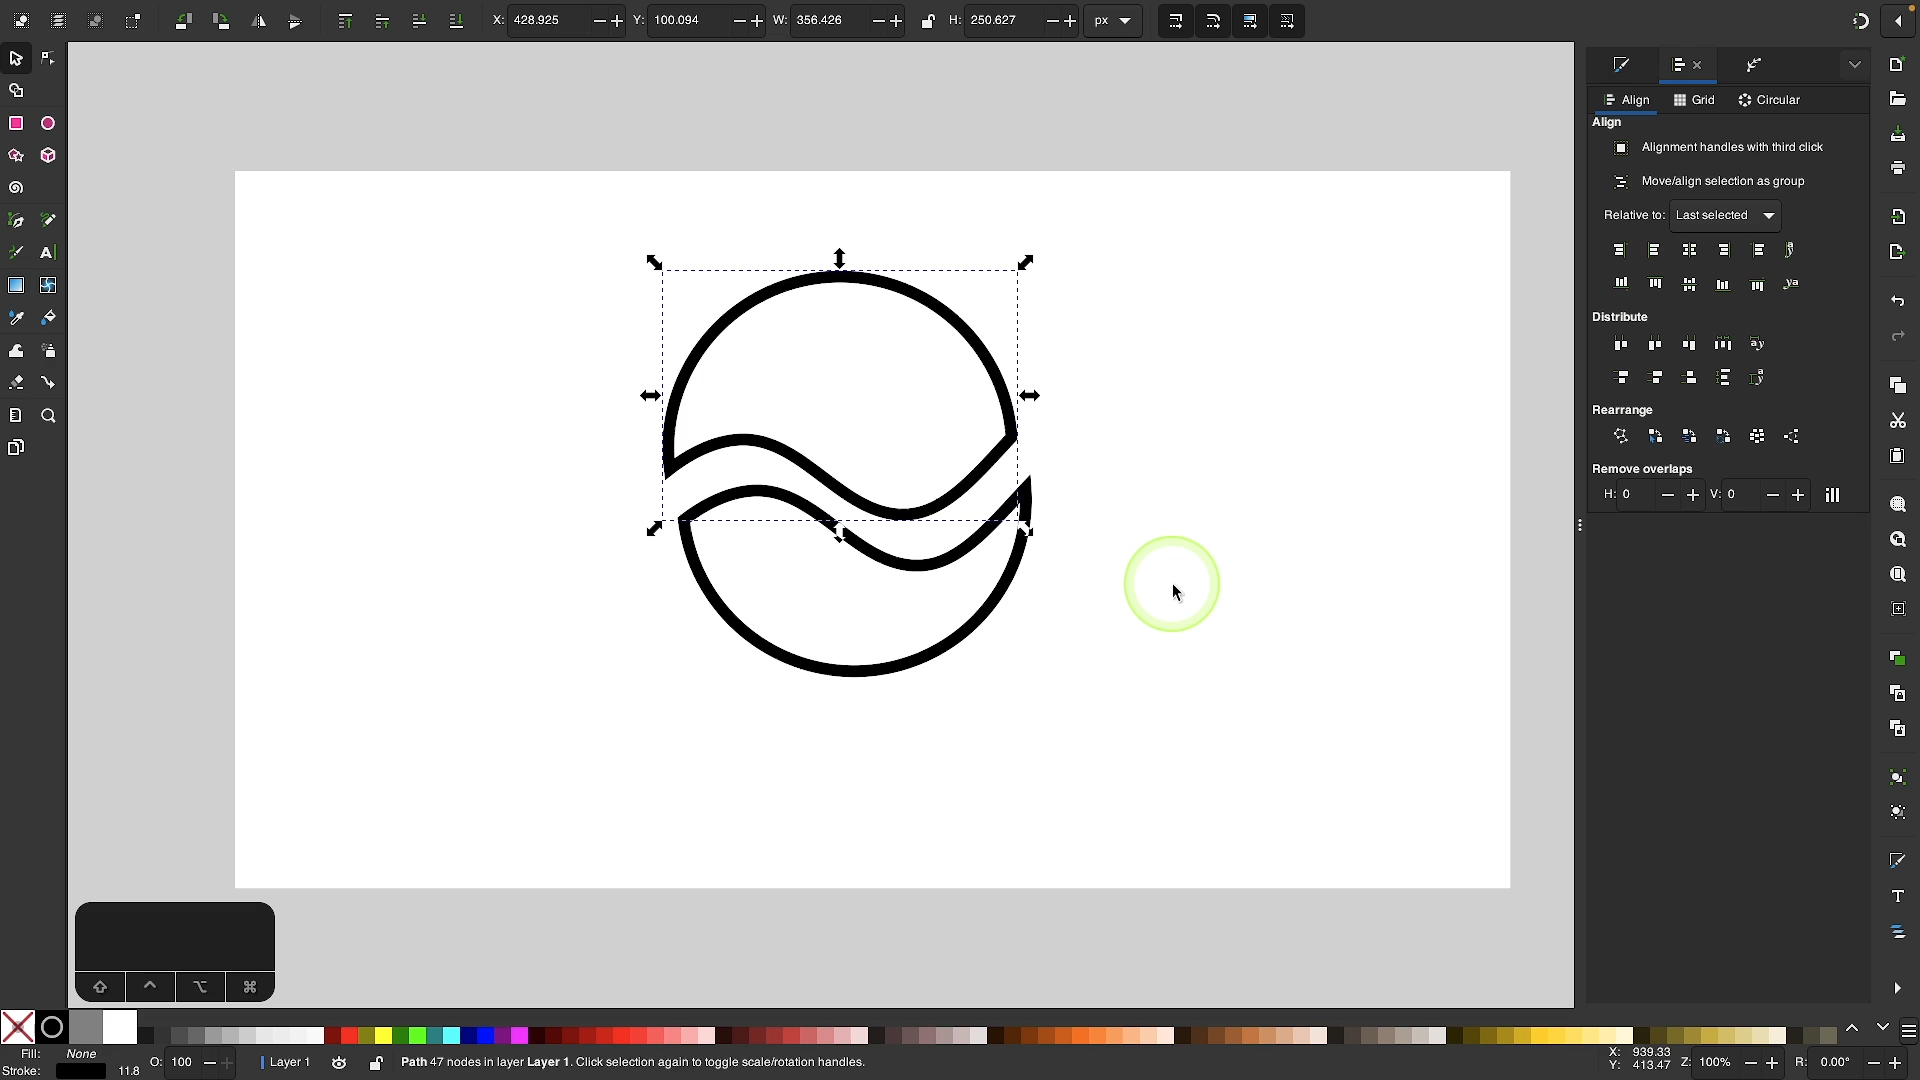 X: 428.925 Y: 100.094 W: 356.426 H: 250.627 px
Align Grid Circular
Align
Alignment handles with third click
Move/align selection as group
Relative to: Last selected
Distribute
Rearrange
Remove overlaps
H: 0 V: 0
Fill: None
Stroke: 11.8
O: 100
Layer 1
Path 47 nodes in layer Layer 1. Click selection again to toggle scale/rotation handles.
X: 939.33
Y: 413.47
Z: 100%
R: 0.00°